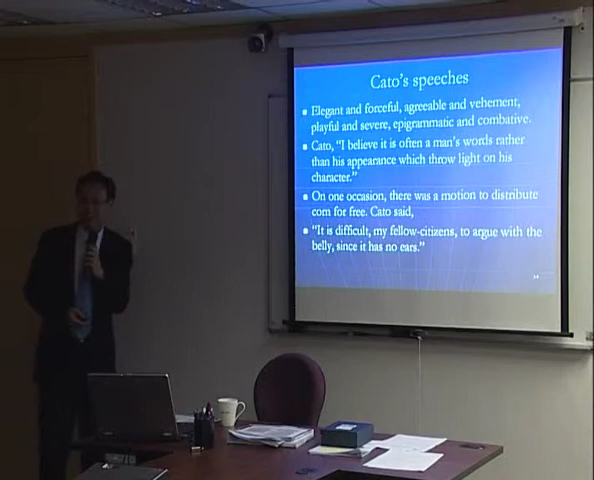 Cato's speeches
Elegant and forceful, agreeable and vehement,
playful and severe, epigrammatic and combative.
Cato, "I believe it is often a man's words rather
than his appearance which throw light on his
character."
On one occasion, there was a motion to distribute
corn for free. Cato said,
"It is difficult, my fellow-citizens, to argue with the
belly, since it has no ears."